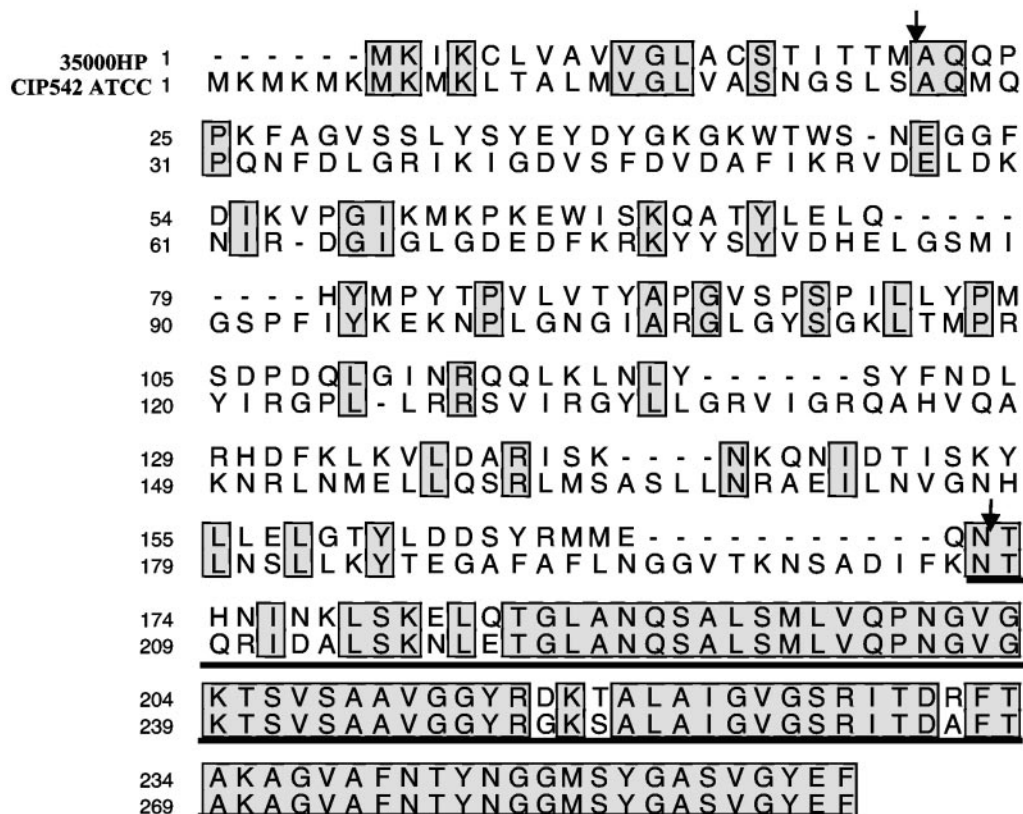 35000HP 1 - - - - - - M K I K C L V A V V G L A C S T I T T M A Q Q P
CIP542 ATCC 1 M K M K M K M K M K L T A L M V G L V A S N G S L S A Q M Q
25 P K F A G V S S L Y S Y E Y D Y G K G K W T W S - N E G G F
31 P Q N F D L G R I K I G D V S F D V D A F I K R V D E L D K
54 D I K V P G I K M K P K E W I S K Q A T Y L E L Q - - - - -
61 N I R - D G I G L G D E D F K R K Y Y S Y V D H E L G S M I
79 - - - - H Y M P Y T P V L V T Y A P G V S P S P I L L Y P M
90 G S P F I Y K E K N P L G N G I A R G L G Y S G K L T M P R
105 S D P D Q L G I N R Q Q L K L N L Y - - - - - - S Y F N D L
120 Y I R G P L - L R R S V I R G Y L L G R V I G R Q A H V Q A
129 R H D F K L K V L D A R I S K - - - - N K Q N I D T I S K Y
149 K N R L N M E L L Q S R L M S A S L L N R A E I L N V G N H
155 L L E L G T Y L D D S Y R M M E - - - - - - - - - - - Q N T
179 L N S L L K Y T E G A F A F L N G G V T K N S A D I F K N T
174 H N I N K L S K E L Q T G L A N Q S A L S M L V Q P N G V G
209 Q R I D A L S K N L E T G L A N Q S A L S M L V Q P N G V G
204 K T S V S A A V G G Y R D K T A L A I G V G S R I T D R F T
239 K T S V S A A V G G Y R G K S A L A I G V G S R I T D A F T
234 A K A G V A F N T Y N G G M S Y G A S V G Y E F
269 A K A G V A F N T Y N G G M S Y G A S V G Y E F